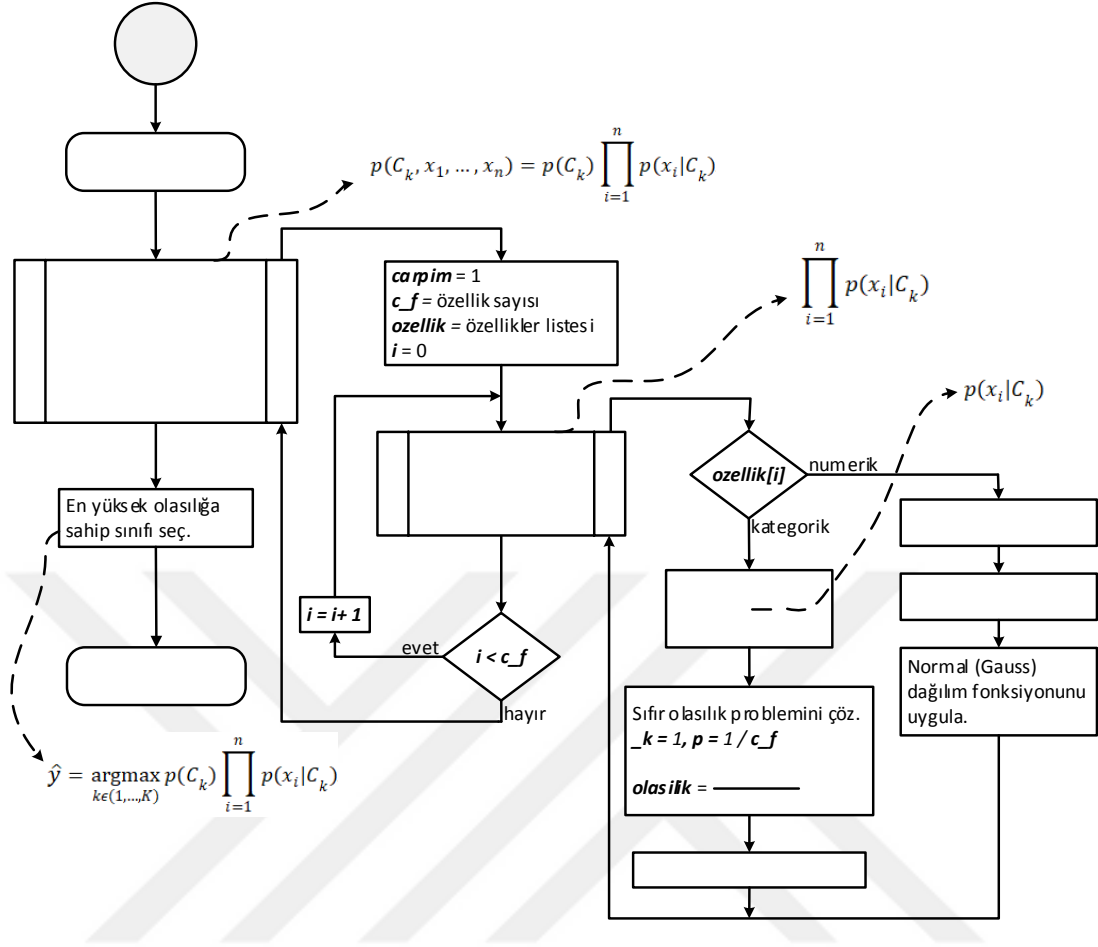 p(C_k, x_1, …, x_n) = p(C_k) ∏_{i=1}^{n} p(x_i|C_k)
carpim = 1
c_f = özellik sayısı
ozellik = özellikler listesi
i = 0
∏_{i=1}^{n} p(x_i|C_k)
p(x_i|C_k)
ozellik[i]
numerik
kategorik
En yüksek olasılığa
sahip sınıfı seç.
i = i + 1
evet
i < c_f
hayır
Normal (Gauss)
dağılım fonksiyonunu
uygula.
Sıfır olasılık problemini çöz.
_k = 1, p = 1 / c_f
olasilik =
ŷ = argmax_{kϵ(1,…,K)} p(C_k) ∏_{i=1}^{n} p(x_i|C_k)